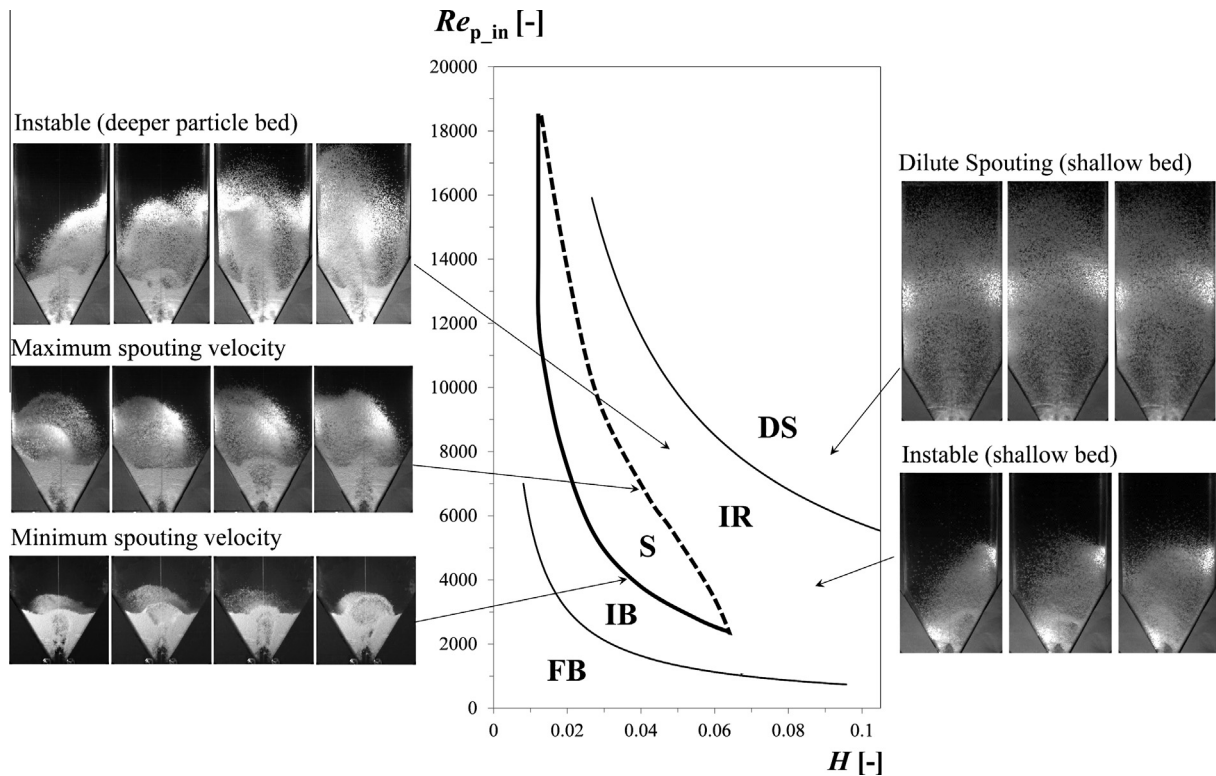 Re p_in [-]
20000
18000
16000
14000
12000
10000
8000
6000
4000
2000
0
0
0.02
0.04
0.06
0.08
0.1
H [-]
Instable (deeper particle bed)
Maximum spouting velocity
Minimum spouting velocity
DS
IR
S
IB
FB
Dilute Spouting (shallow bed)
Instable (shallow bed)